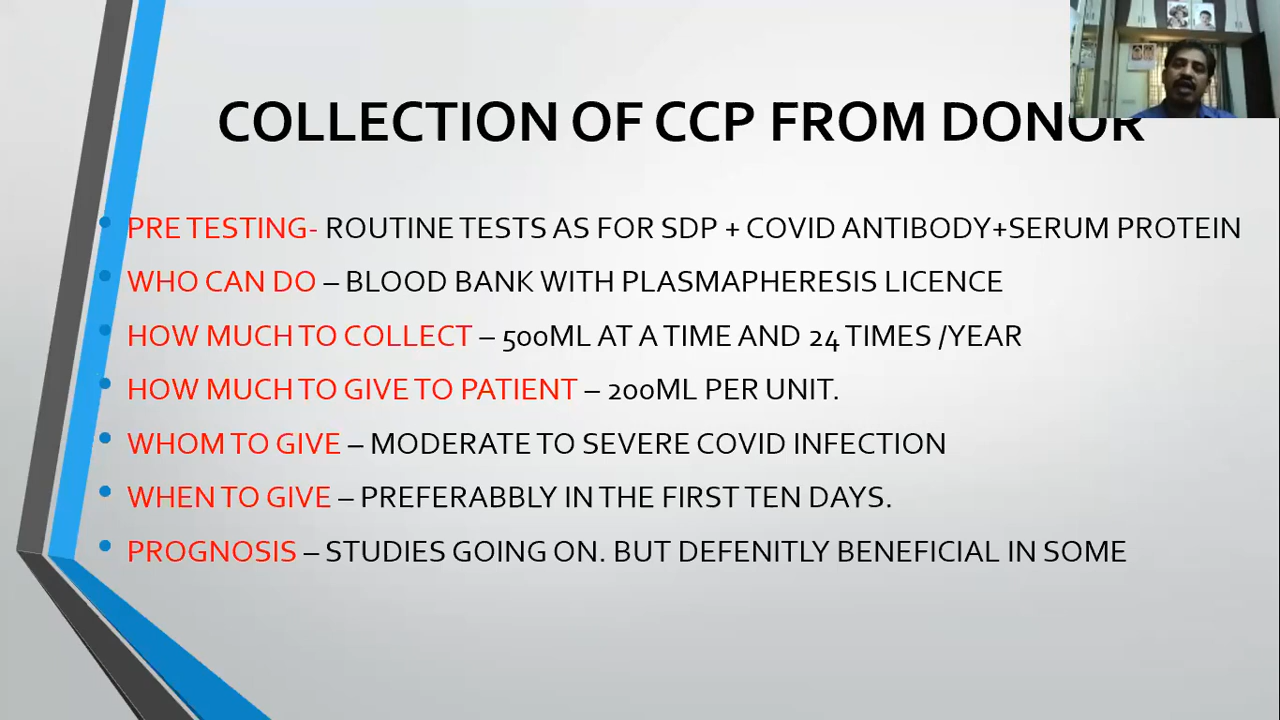 COLLECTION OF CCP FROM DONOR
• PRE TESTING- ROUTINE TESTS AS FOR SDP + COVID ANTIBODY+SERUM PROTEIN
• WHO CAN DO – BLOOD BANK WITH PLASMAPHERESIS LICENCE
• HOW MUCH TO COLLECT – 500ML AT A TIME AND 24 TIMES /YEAR
• HOW MUCH TO GIVE TO PATIENT – 200ML PER UNIT.
• WHOM TO GIVE – MODERATE TO SEVERE COVID INFECTION
• WHEN TO GIVE – PREFERABBLY IN THE FIRST TEN DAYS.
• PROGNOSIS – STUDIES GOING ON. BUT DEFENITLY BENEFICIAL IN SOME